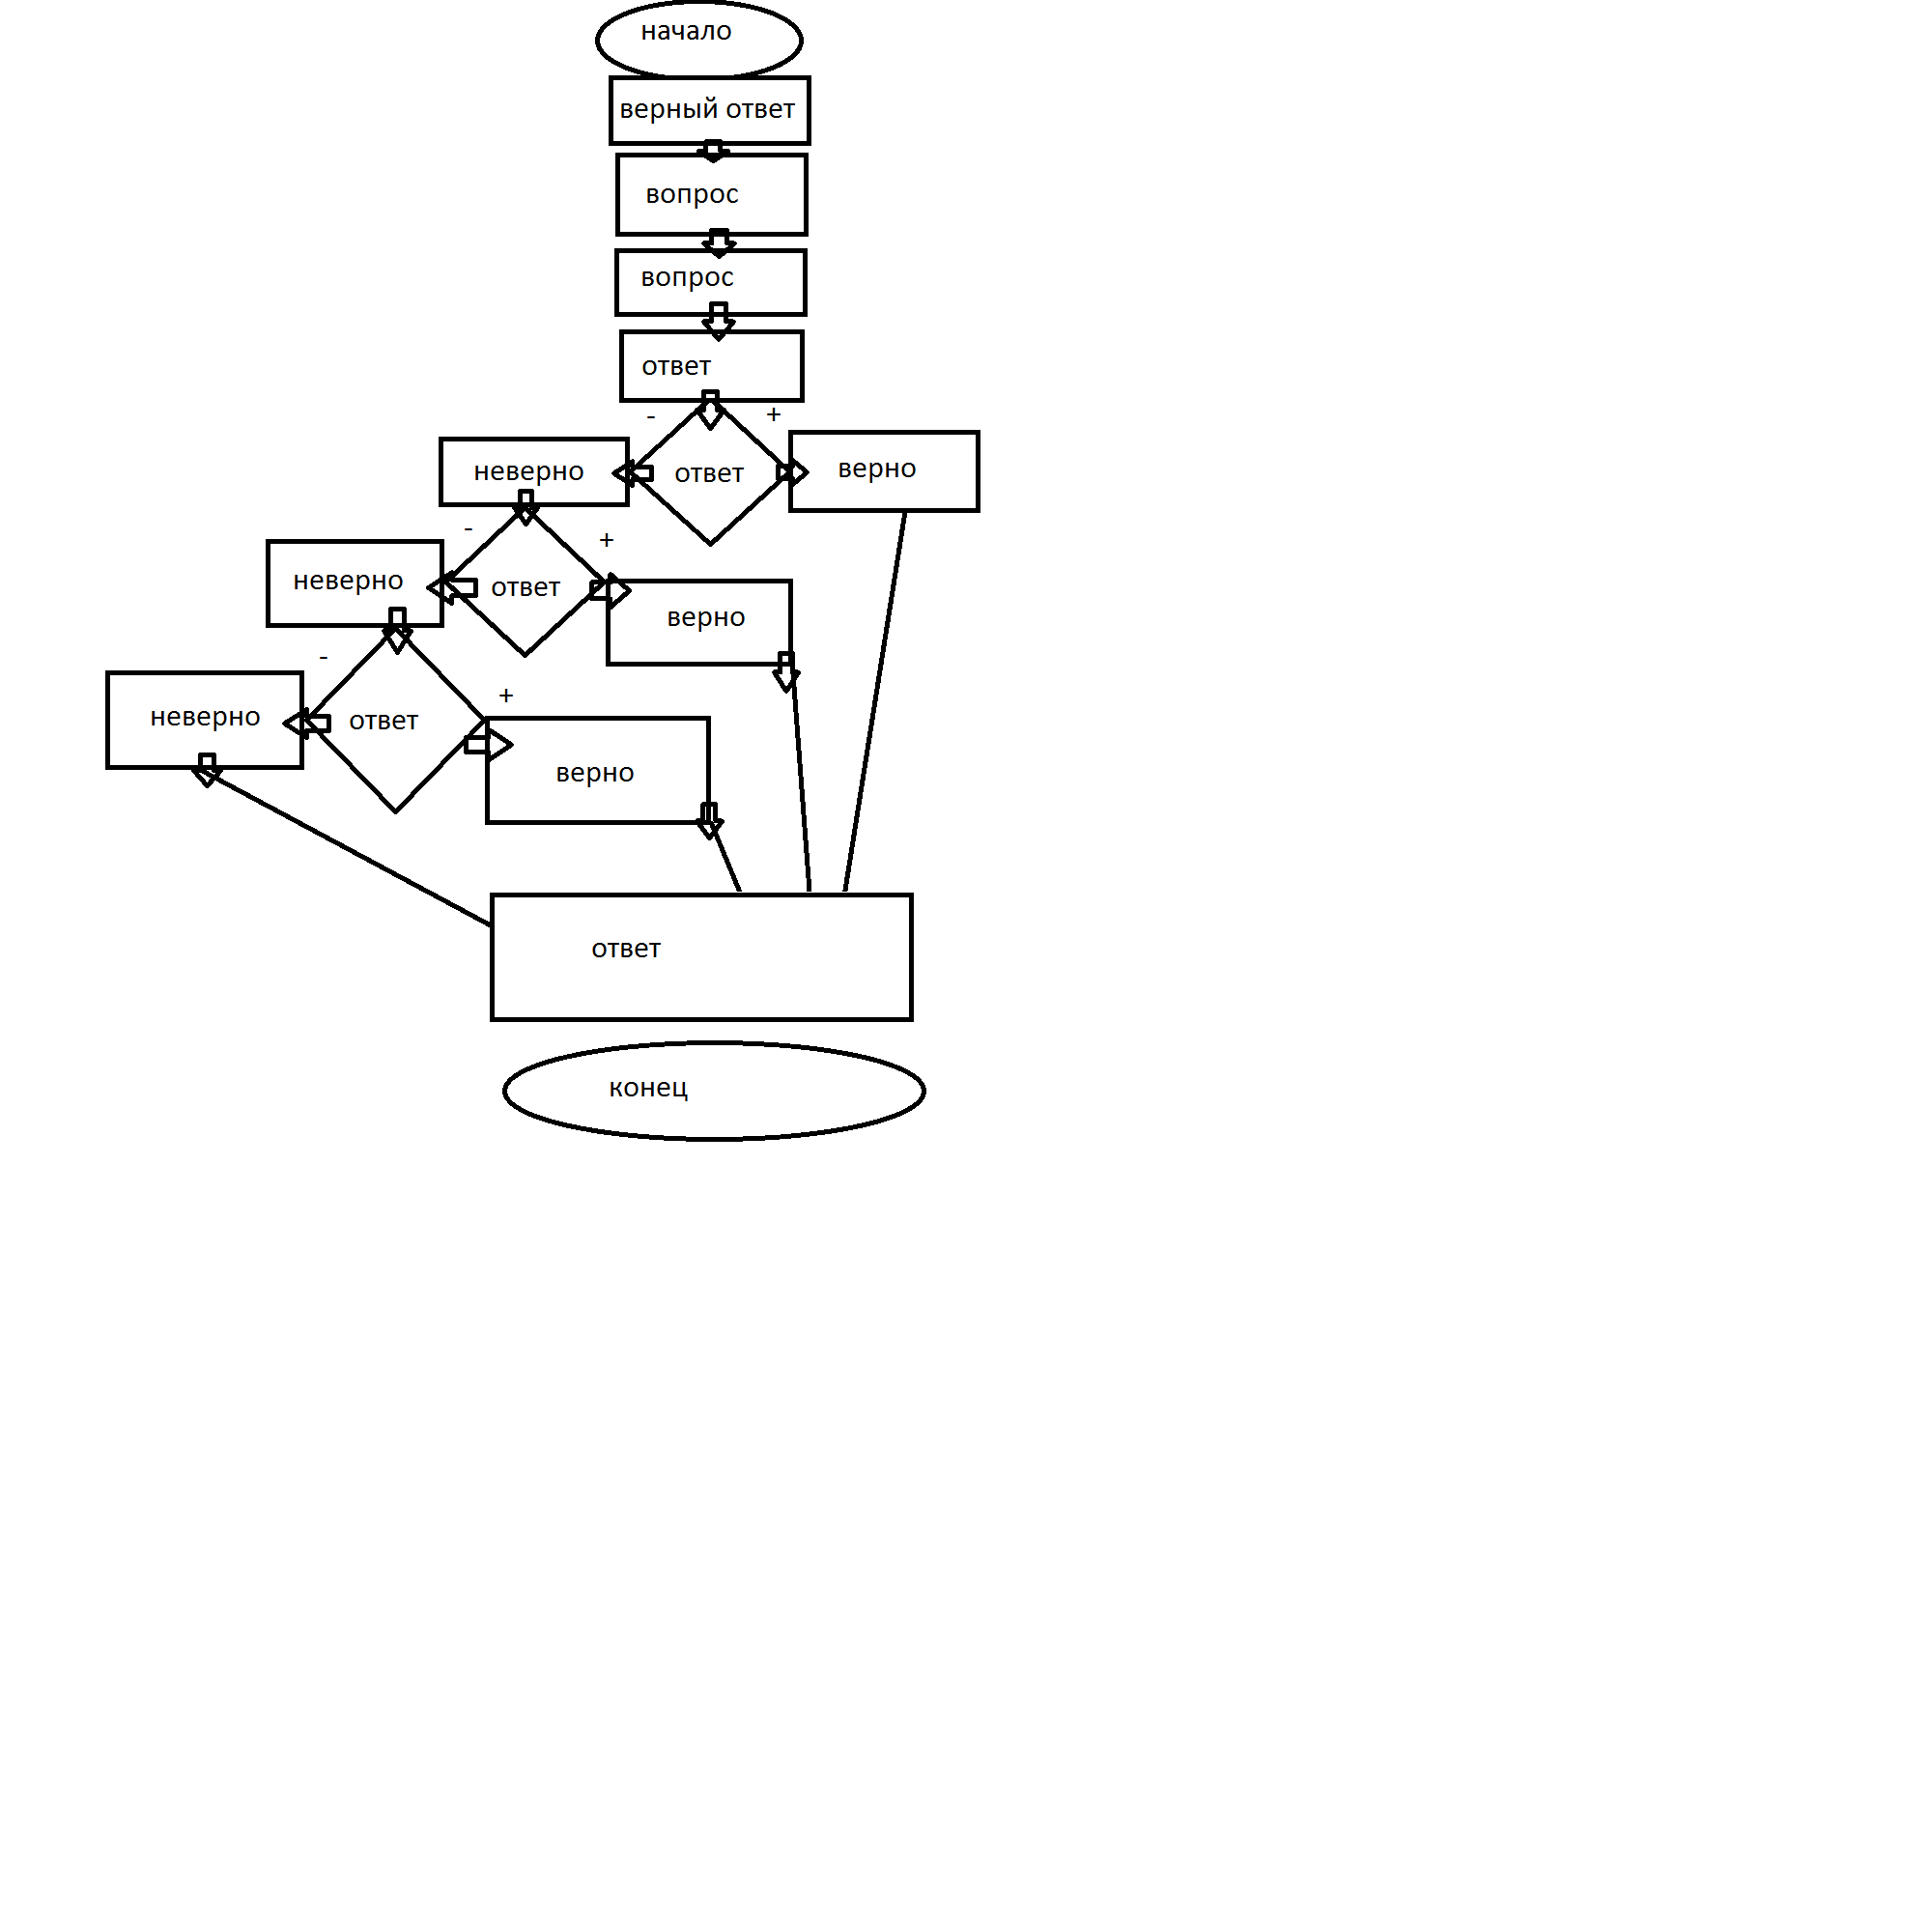 начало
верный ответ
вопрос
вопрос
ответ
- +
неверно ответ верно
- +
неверно ответ верно
- +
неверно ответ верно
ответ
конец